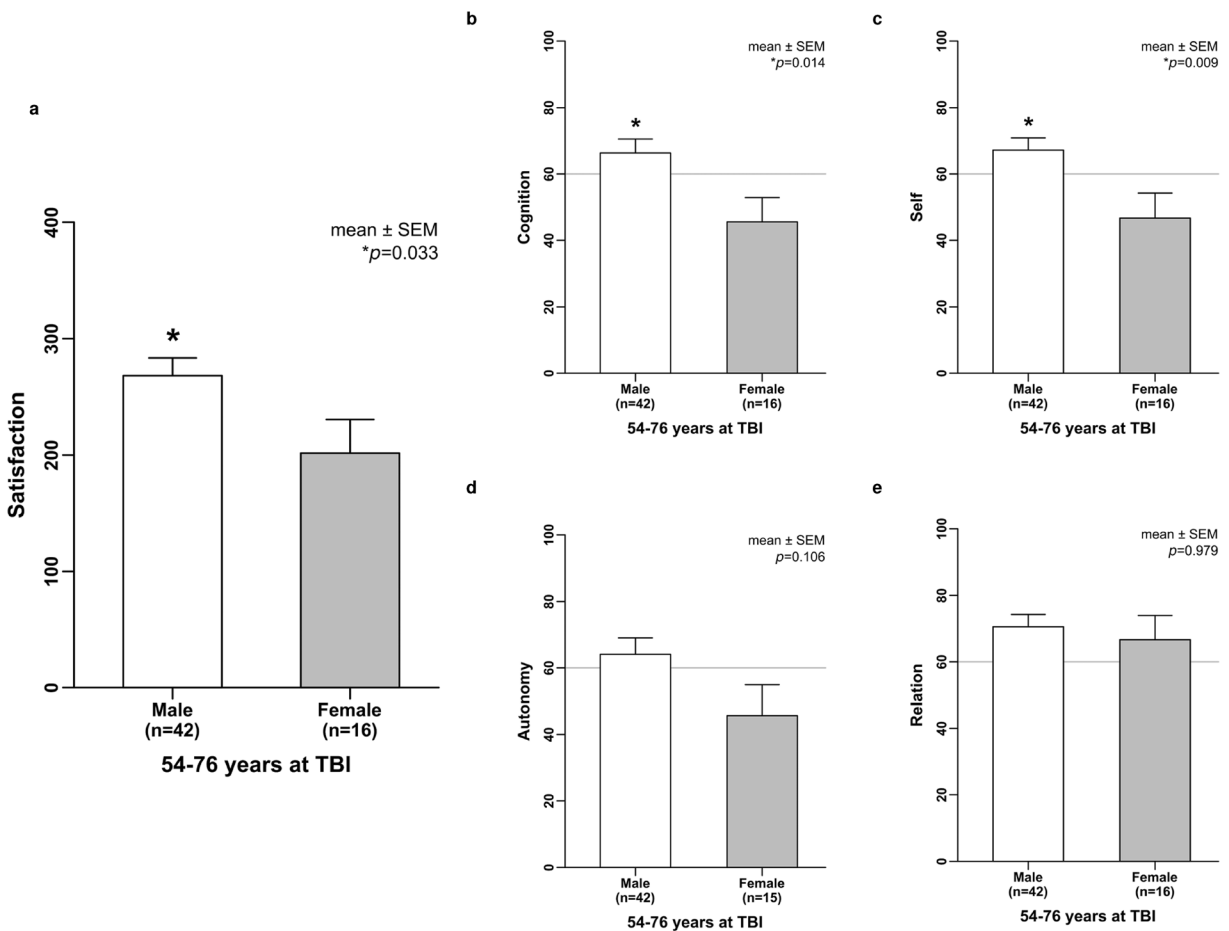 a
400
300
200
100
0
Satisfaction
mean ± SEM
*p=0.033
*
Male
(n=42)
Female
(n=16)
54-76 years at TBI
b
100
80
60
40
20
0
Cognition
mean ± SEM
*p=0.014
*
Male
(n=42)
Female
(n=16)
54-76 years at TBI
c
100
80
60
40
20
0
Self
mean ± SEM
*p=0.009
*
Male
(n=42)
Female
(n=16)
54-76 years at TBI
d
100
80
60
40
20
0
Autonomy
mean ± SEM
p=0.106
Male
(n=42)
Female
(n=15)
54-76 years at TBI
e
100
80
60
40
20
0
Relation
mean ± SEM
p=0.979
Male
(n=42)
Female
(n=16)
54-76 years at TBI